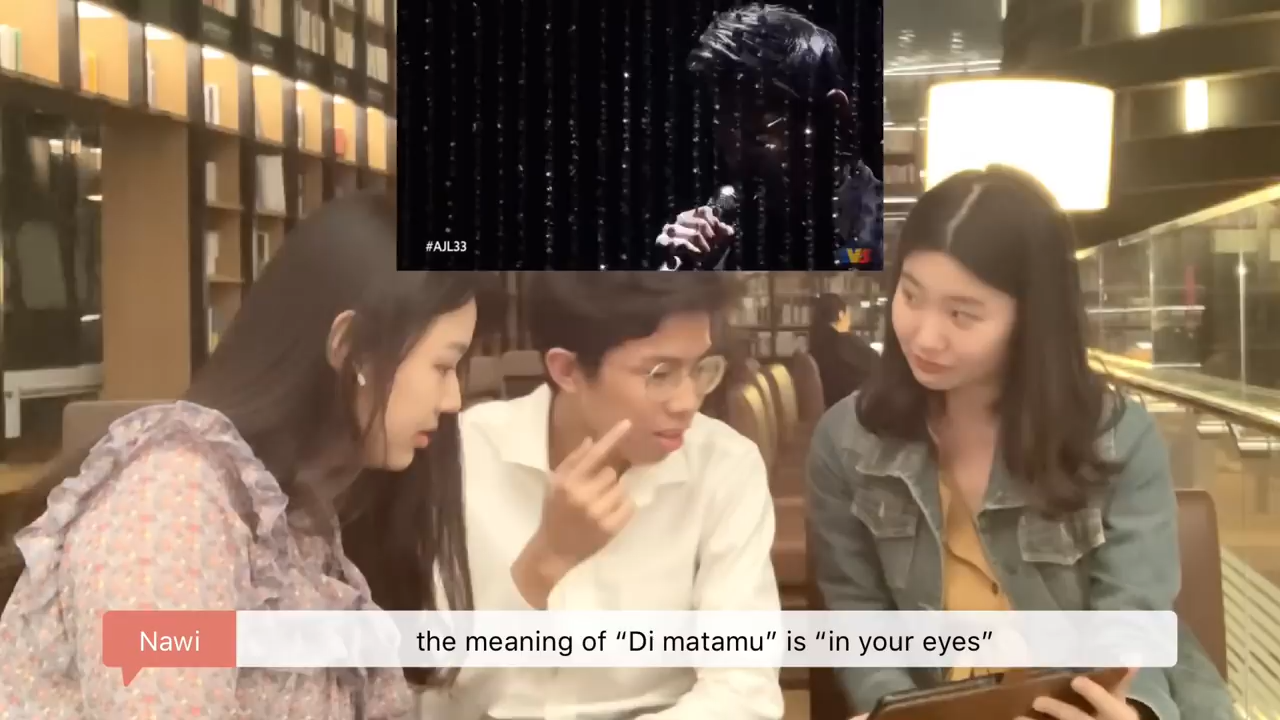 #AJL33
Nawi
the meaning of “Di matamu” is “in your eyes”